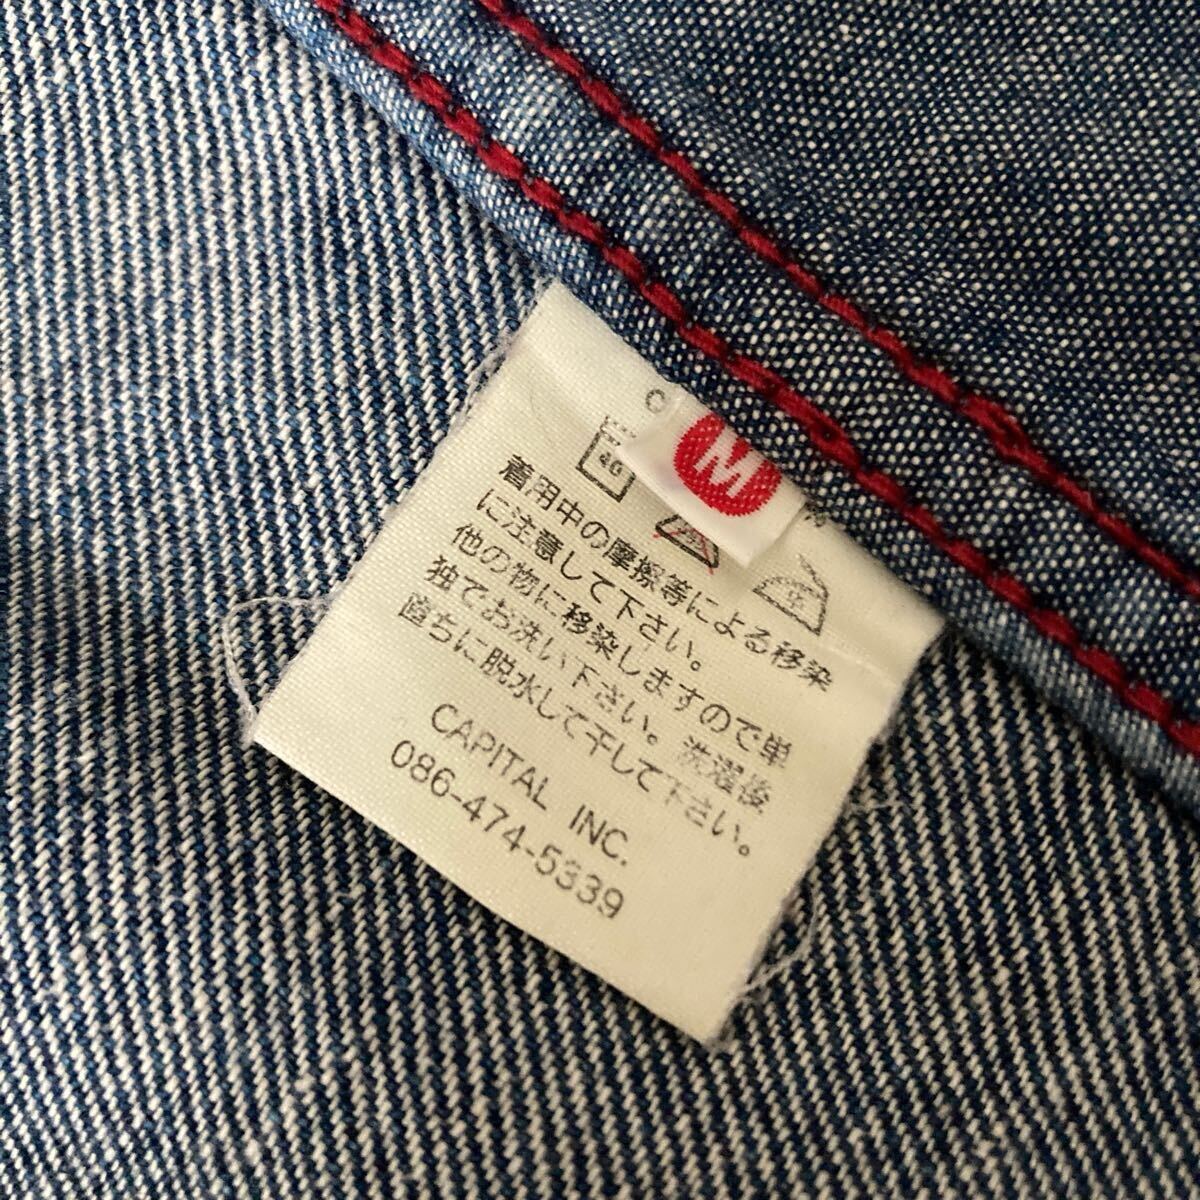 M
40
着用中の摩擦等による移染
に注意して下さい。
他の物に移染しますので単
独でお洗い下さい。洗濯後
直ちに脱水して干して下さい。
CAPITAL INC.
086-474-5339